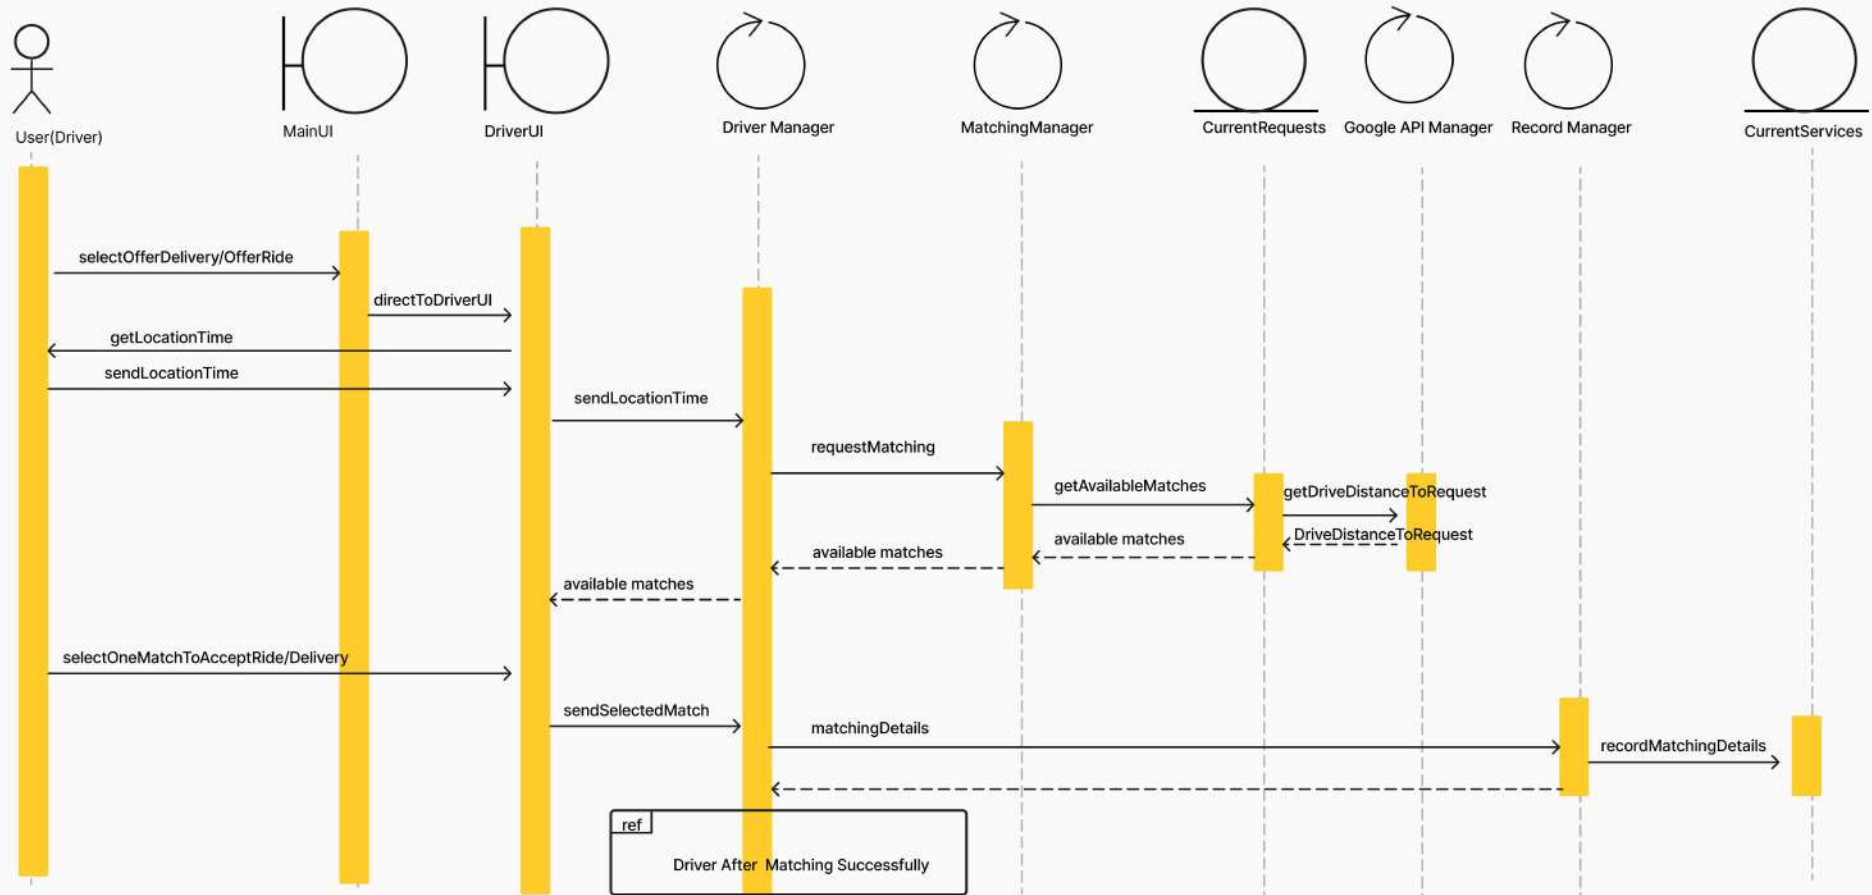 User(Driver)
MainUI
DriverUI
Driver Manager
MatchingManager
CurrentRequests
Google API Manager
Record Manager
CurrentServices
selectOfferDelivery/OfferRide
directToDriverUI
getLocationTime
sendLocationTime
sendLocationTime
requestMatching
getAvailableMatches
getDriveDistanceToRequest
DriveDistanceToRequest
available matches
available matches
available matches
selectOneMatchToAcceptRide/Delivery
sendSelectedMatch
matchingDetails
recordMatchingDetails
ref
Driver After Matching Successfully